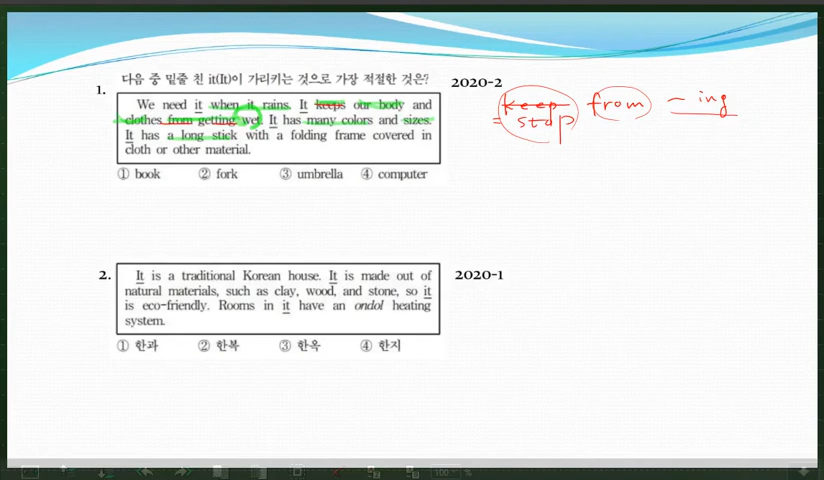 다음 중 밑줄 친 it(It)이 가리키는 것으로 가장 적절한 것은?
2020-2
1.
We need it when it rains. It keeps our body and
clothes from getting wet. It has many colors and sizes.
It has a long stick with a folding frame covered in
cloth or other material.
① book ② fork ③ umbrella ④ computer
keep from ~ ing
= stop
2.
2020-1
It is a traditional Korean house. It is made out of
natural materials, such as clay, wood, and stone, so it
is eco-friendly. Rooms in it have an ondol heating
system.
① 한과 ② 한복 ③ 한옥 ④ 한지
100